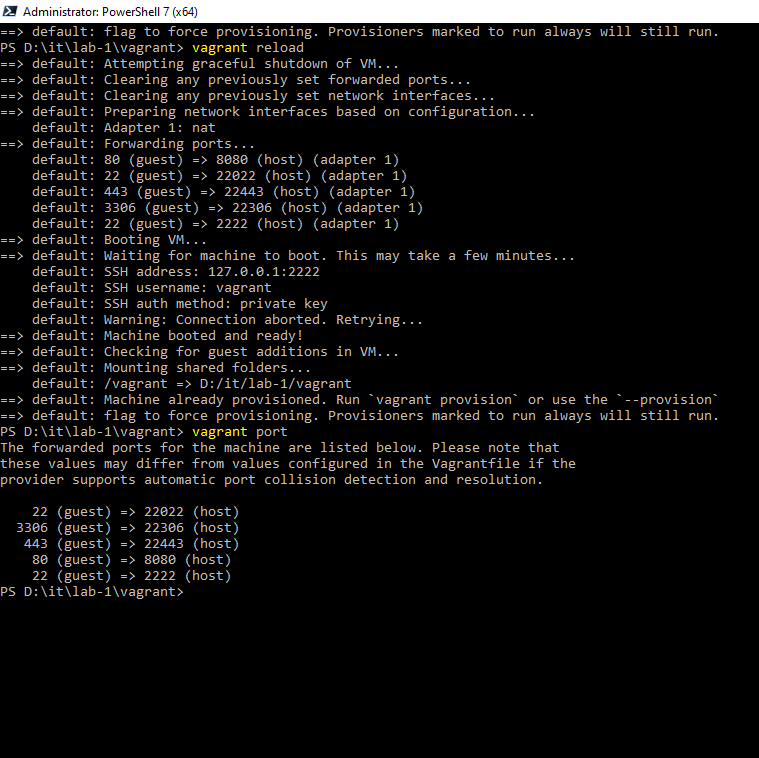 Administrator: PowerShell 7 (x64)
==> default: flag to force provisioning. Provisioners marked to run always will still run.
PS D:\it\lab-1\vagrant> vagrant reload
==> default: Attempting graceful shutdown of VM...
==> default: Clearing any previously set forwarded ports...
==> default: Clearing any previously set network interfaces...
==> default: Preparing network interfaces based on configuration...
    default: Adapter 1: nat
==> default: Forwarding ports...
    default: 80 (guest) => 8080 (host) (adapter 1)
    default: 22 (guest) => 22022 (host) (adapter 1)
    default: 443 (guest) => 22443 (host) (adapter 1)
    default: 3306 (guest) => 22306 (host) (adapter 1)
    default: 22 (guest) => 2222 (host) (adapter 1)
==> default: Booting VM...
==> default: Waiting for machine to boot. This may take a few minutes...
    default: SSH address: 127.0.0.1:2222
    default: SSH username: vagrant
    default: SSH auth method: private key
    default: Warning: Connection aborted. Retrying...
==> default: Machine booted and ready!
==> default: Checking for guest additions in VM...
==> default: Mounting shared folders...
    default: /vagrant => D:/it/lab-1/vagrant
==> default: Machine already provisioned. Run `vagrant provision` or use the `--provision`
==> default: flag to force provisioning. Provisioners marked to run always will still run.
PS D:\it\lab-1\vagrant> vagrant port
The forwarded ports for the machine are listed below. Please note that
these values may differ from values configured in the Vagrantfile if the
provider supports automatic port collision detection and resolution.
    22 (guest) => 22022 (host)
  3306 (guest) => 22306 (host)
   443 (guest) => 22443 (host)
    80 (guest) => 8080 (host)
    22 (guest) => 2222 (host)
PS D:\it\lab-1\vagrant>